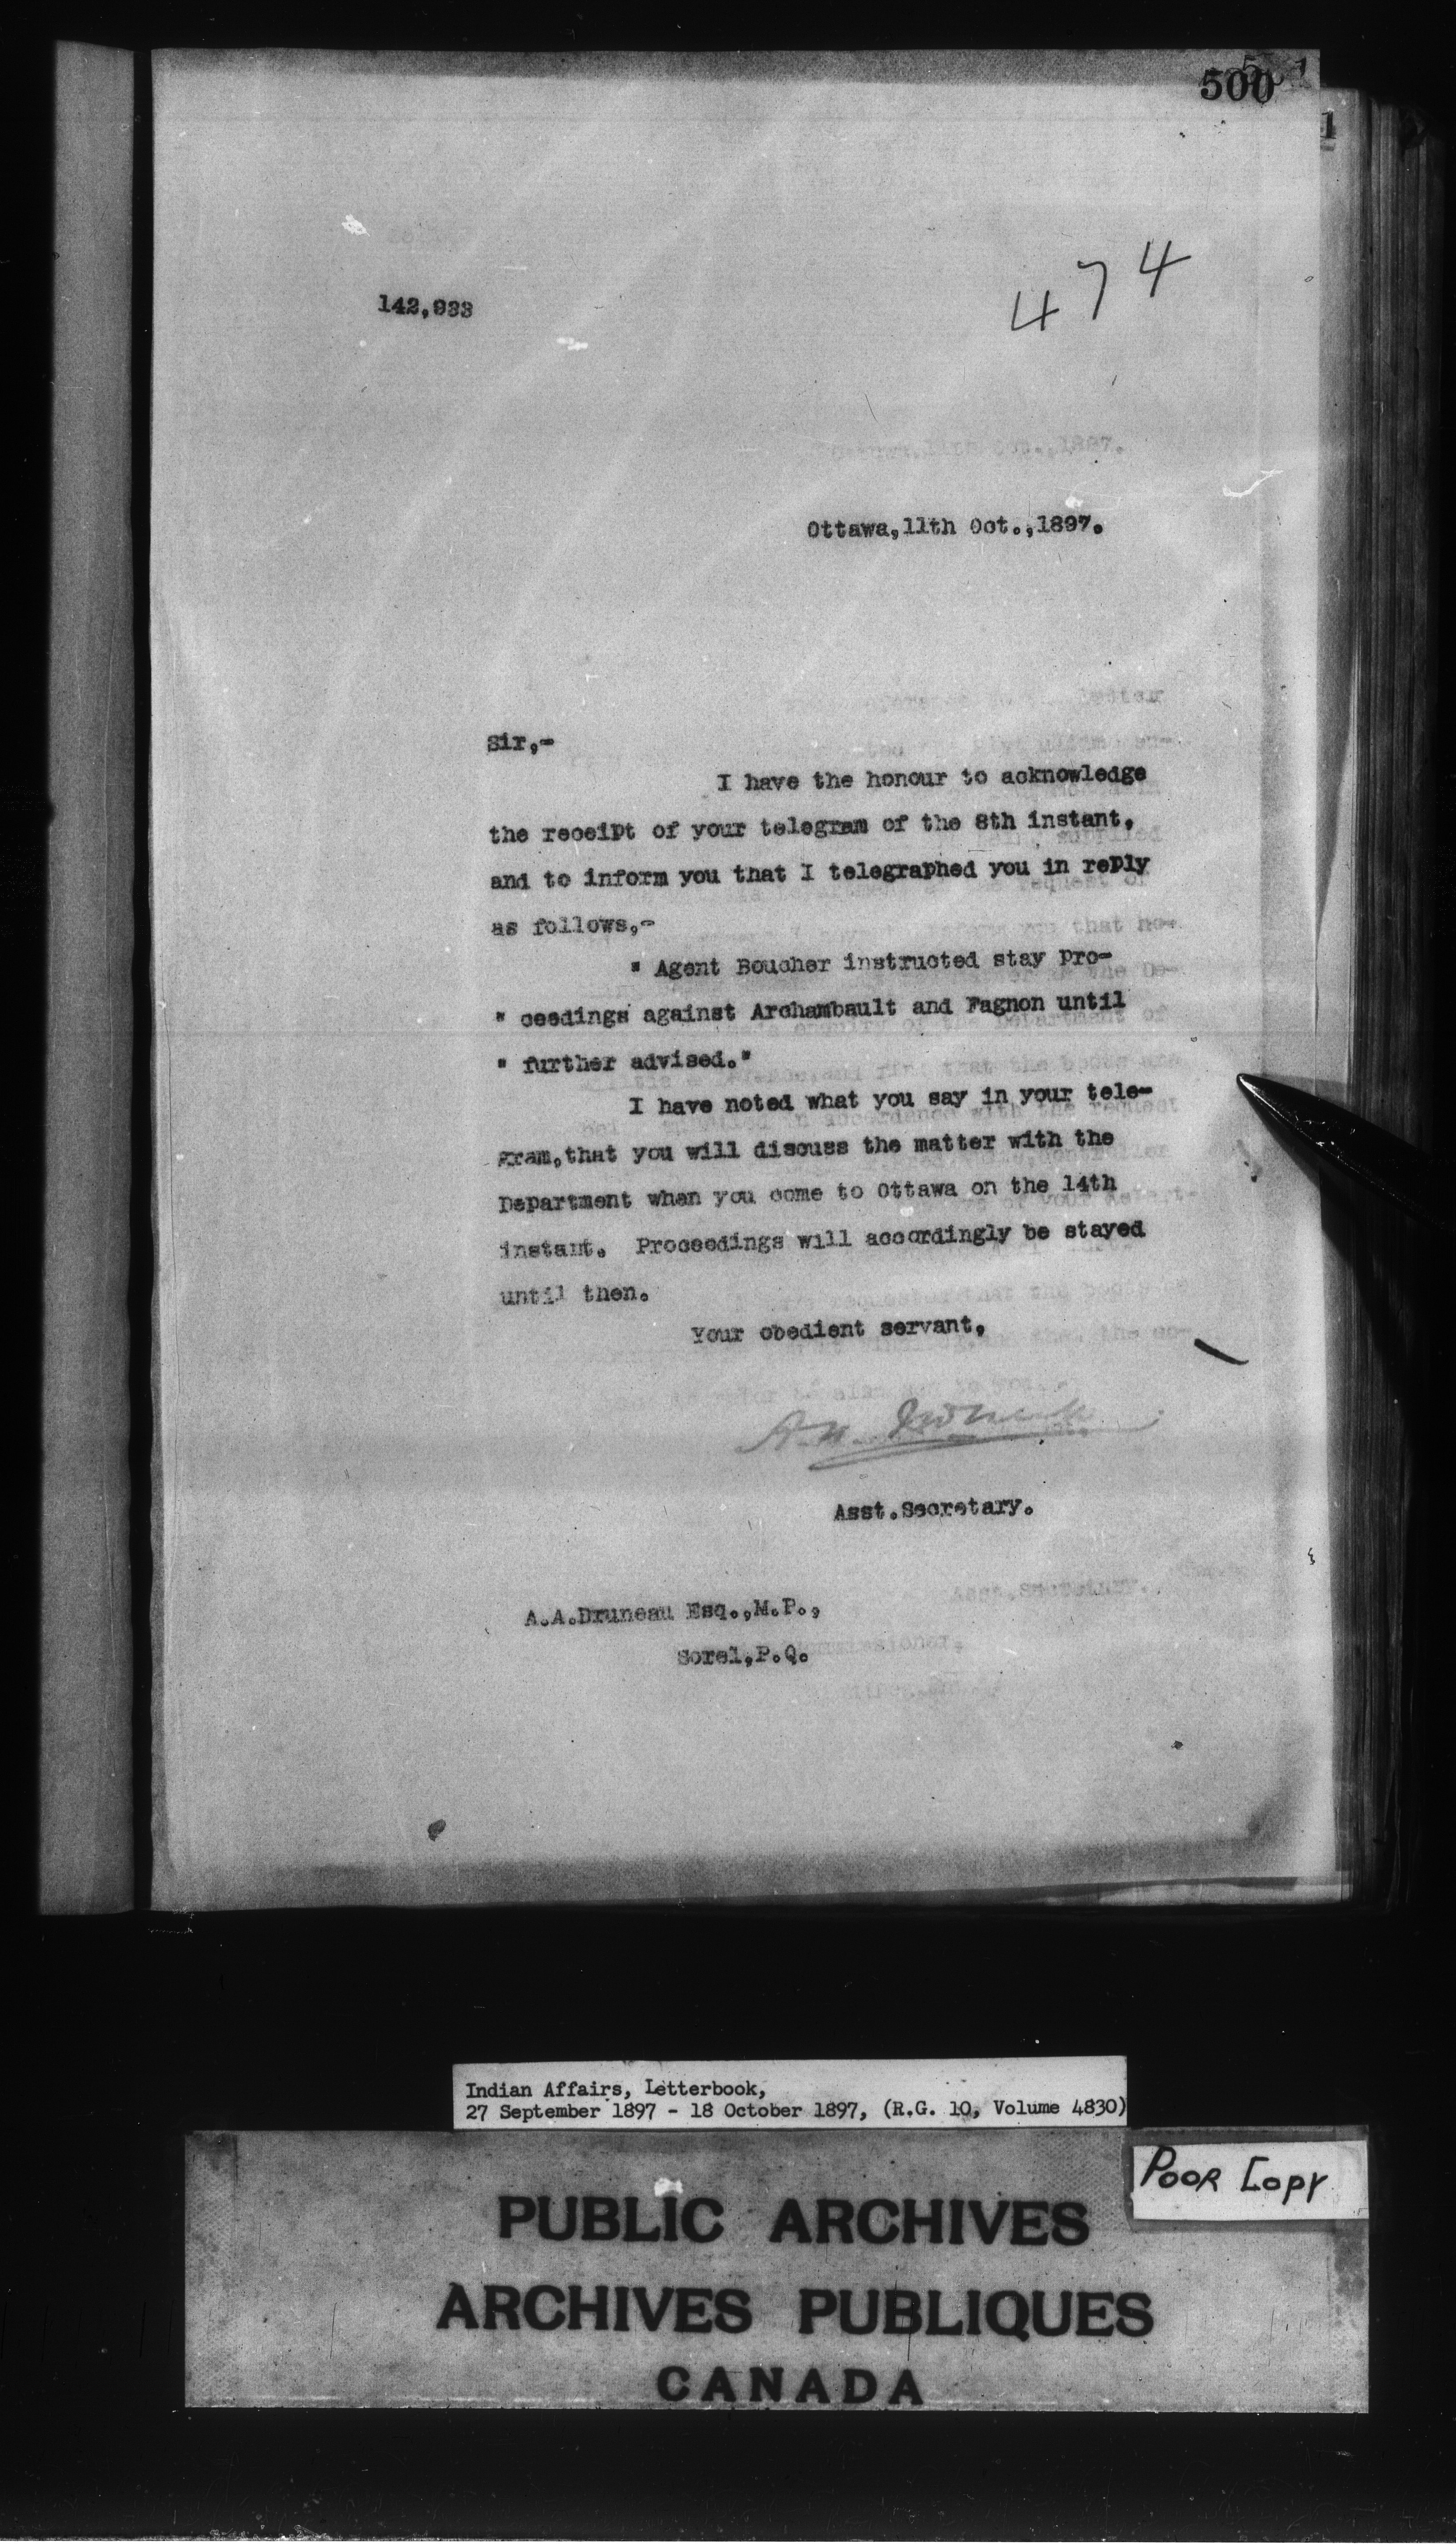 500
474
142,933
Ottawa,11th Oct.,1897.
Sir,-
I have the honour to acknowledge
the receipt of your telegram of the 8th instant,
and to inform you that I telegraphed you in reply
as follows,-
" Agent Boucher instructed stay pro-
" ceedings against Archambault and Fagnon until
" further advised."
I have noted what you say in your tele-
gram,that you will discuss the matter with the
Department when you come to Ottawa on the 14th
instant. Proceedings will accordingly be stayed
until then.
Your obedient servant,
Asst.Secretary.
A.A.Druneau Esq.,M.P.,
Sorel,P.Q.
Indian Affairs, Letterbook,
27 September 1897 - 18 October 1897, (R.G. 10, Volume 4830)
POOR COPY
PUBLIC ARCHIVES
ARCHIVES PUBLIQUES
CANADA